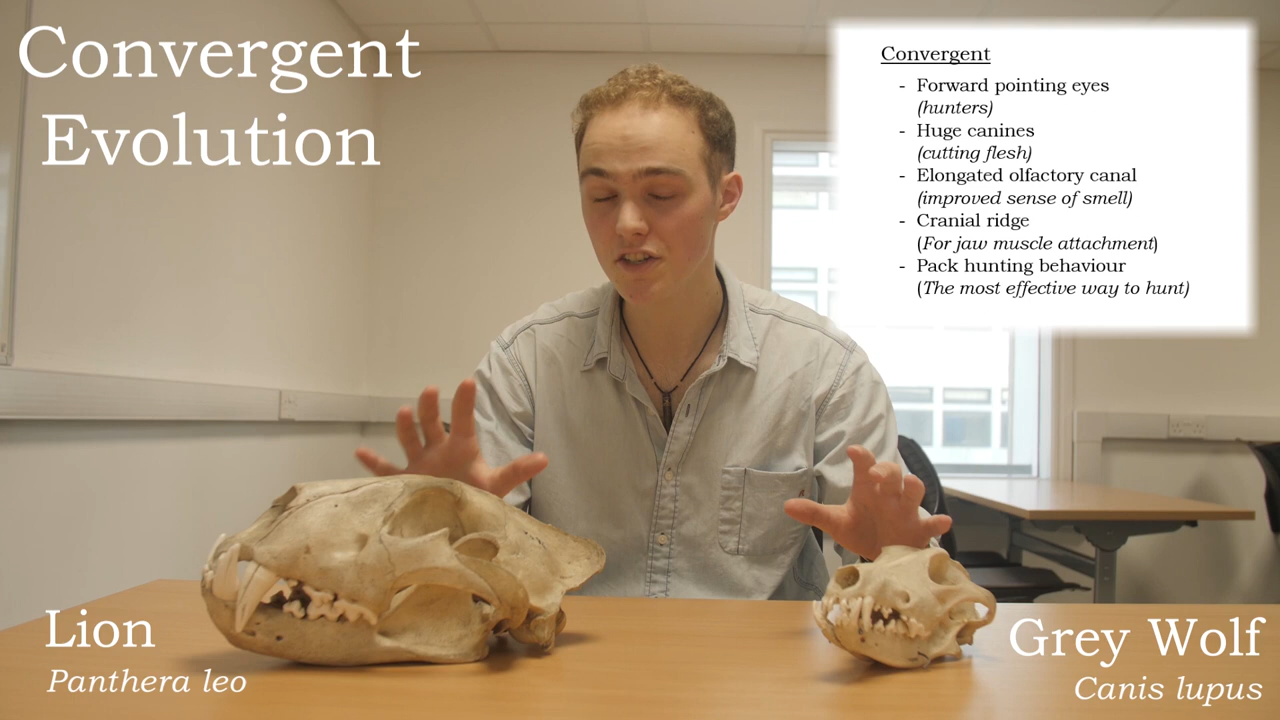 Convergent
Evolution
Convergent
- Forward pointing eyes
(hunters)
- Huge canines
(cutting flesh)
- Elongated olfactory canal
(improved sense of smell)
- Cranial ridge
(For jaw muscle attachment)
- Pack hunting behaviour
(The most effective way to hunt)
Lion
Panthera leo
Grey Wolf
Canis lupus